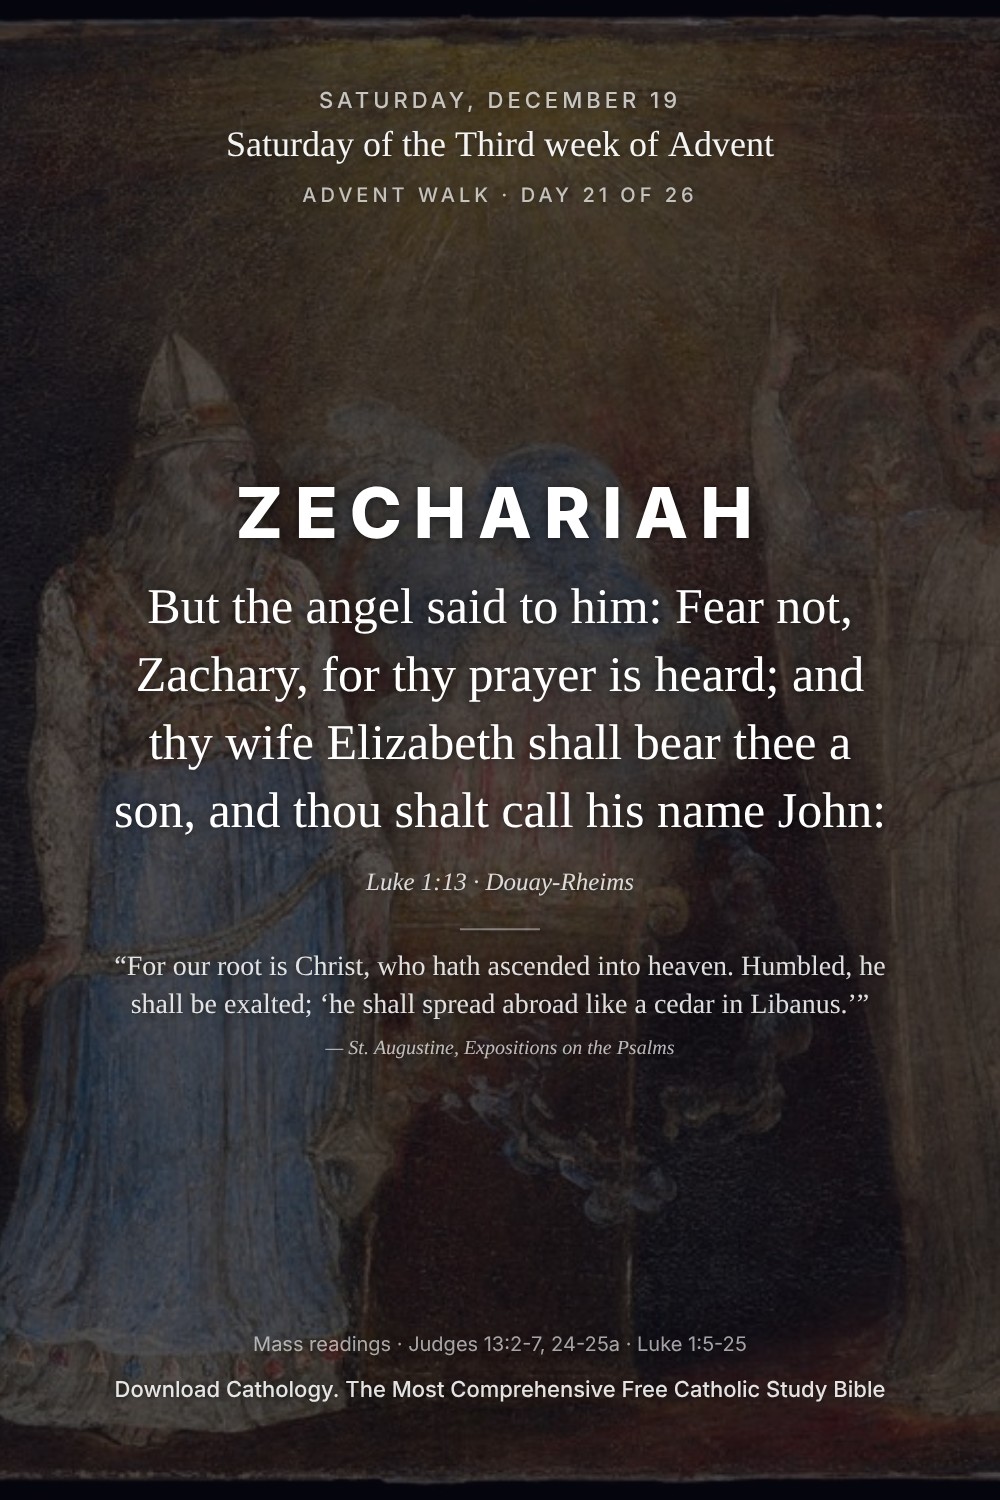 SATURDAY, DECEMBER 19
Saturday of the Third week of Advent
ADVENT WALK · DAY 21 OF 26
ZECHARIAH
But the angel said to him: Fear not,
Zachary, for thy prayer is heard; and
thy wife Elizabeth shall bear thee a
son, and thou shalt call his name John:
Luke 1:13 · Douay-Rheims
“For our root is Christ, who hath ascended into heaven. Humbled, he
shall be exalted; ‘he shall spread abroad like a cedar in Libanus.’”
— St. Augustine, Expositions on the Psalms
Mass readings · Judges 13:2-7, 24-25a · Luke 1:5-25
Download Cathology. The Most Comprehensive Free Catholic Study Bible